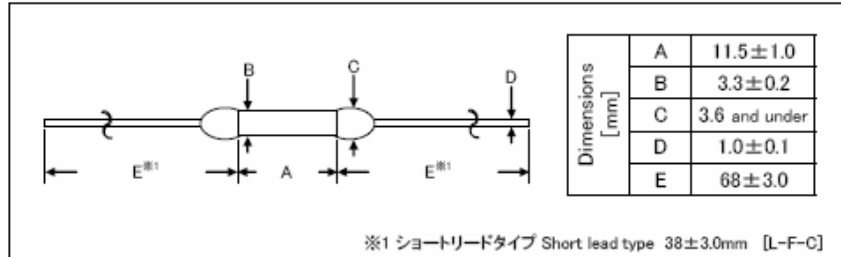 B
C
D
E※1
A
E※1
Dimensions
[mm]
A 11.5±1.0
B 3.3±0.2
C 3.6 and under
D 1.0±0.1
E 68±3.0
※1 ショートリードタイプ Short lead type 38±3.0mm [L-F-C]